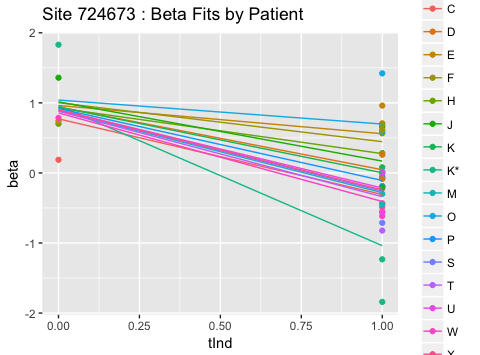 Site 724673 : Beta Fits by Patient
2
1
0
-1
-2
beta
0.00 0.25 0.50 0.75 1.00
tInd
C
D
E
F
H
J
K
K*
M
O
P
S
T
U
W